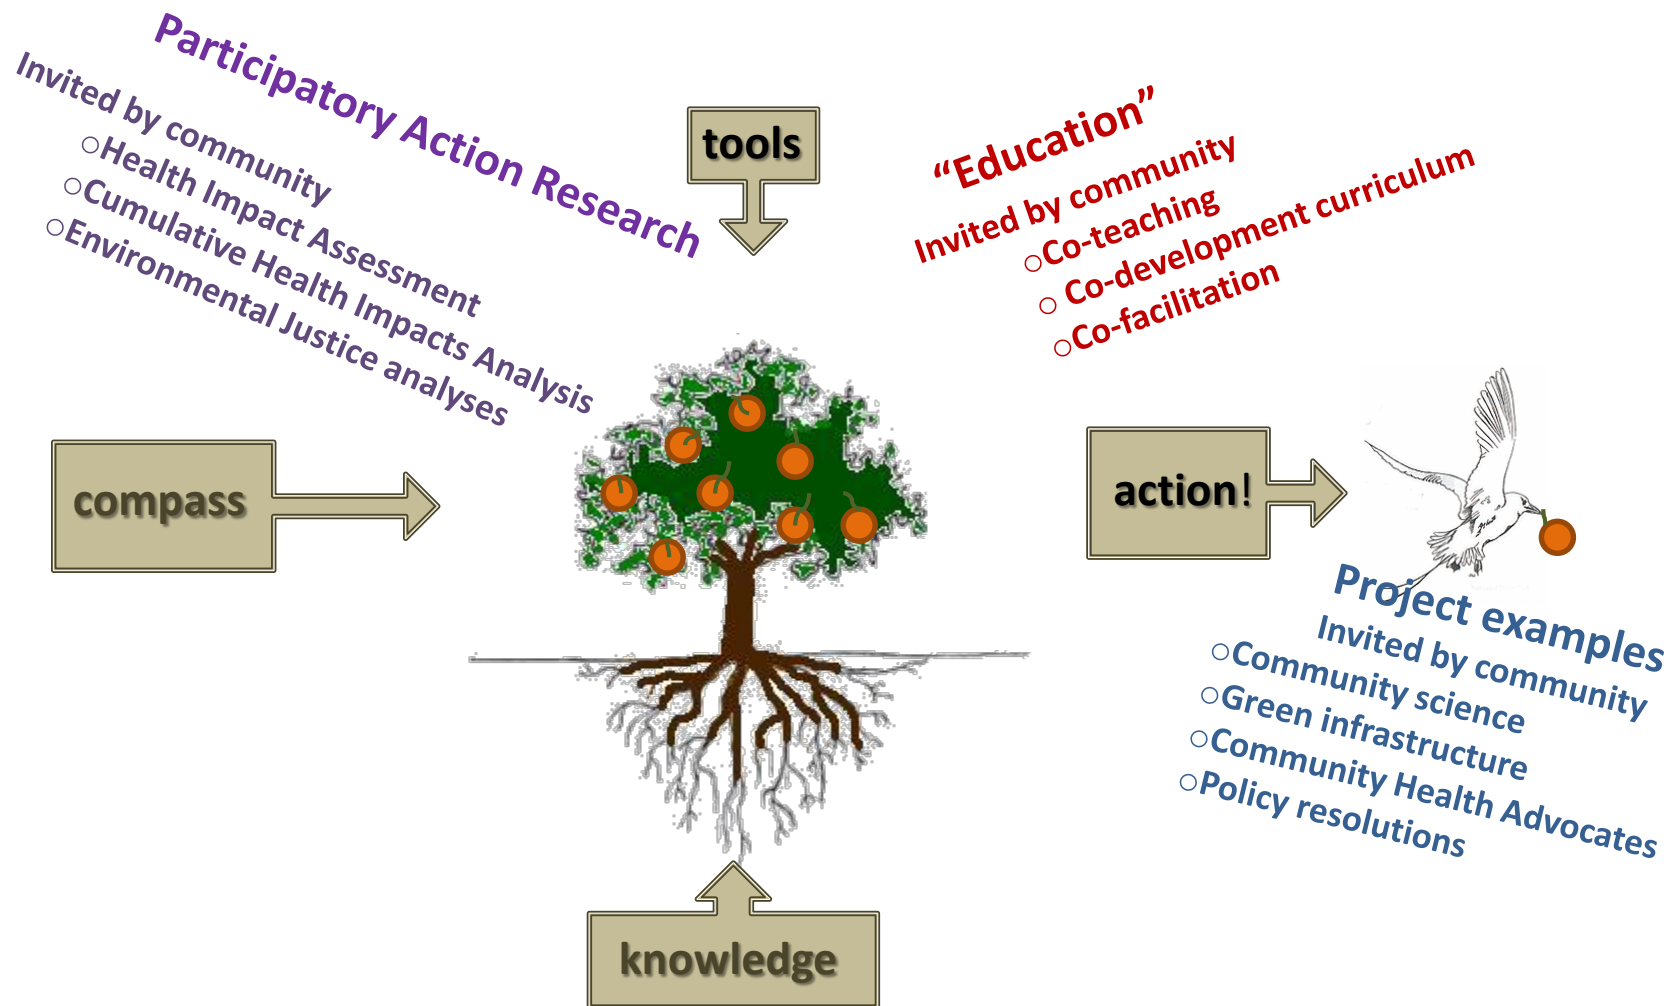 Participatory Action Research
Invited by community
○Health Impact Assessment
○Cumulative Health Impacts Analysis
○Environmental Justice analyses
tools
“Education”
Invited by community
○Co-teaching
○ Co-development curriculum
○Co-facilitation
compass
action!
Project examples
Invited by community
○Community science
○Green infrastructure
○Community Health Advocates
○Policy resolutions
knowledge